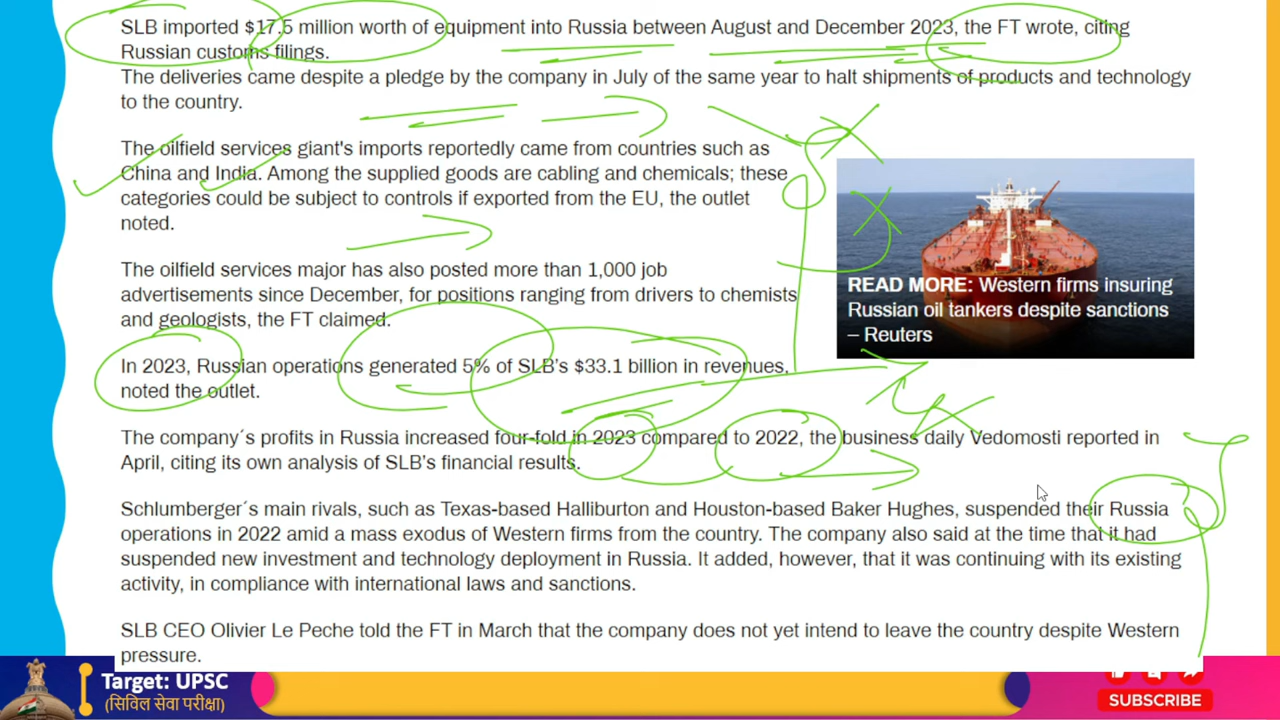 SLB imported $17.5 million worth of equipment into Russia between August and December 2023, the FT wrote, citing
Russian customs filings.
The deliveries came despite a pledge by the company in July of the same year to halt shipments of products and technology
to the country.
The oilfield services giant's imports reportedly came from countries such as
China and India. Among the supplied goods are cabling and chemicals; these
categories could be subject to controls if exported from the EU, the outlet
noted.
READ MORE: Western firms insuring
Russian oil tankers despite sanctions
– Reuters
The oilfield services major has also posted more than 1,000 job
advertisements since December, for positions ranging from drivers to chemists
and geologists, the FT claimed.
In 2023, Russian operations generated 5% of SLB's $33.1 billion in revenues,
noted the outlet.
The company´s profits in Russia increased four-fold in 2023 compared to 2022, the business daily Vedomosti reported in
April, citing its own analysis of SLB's financial results.
Schlumberger´s main rivals, such as Texas-based Halliburton and Houston-based Baker Hughes, suspended their Russia
operations in 2022 amid a mass exodus of Western firms from the country. The company also said at the time that it had
suspended new investment and technology deployment in Russia. It added, however, that it was continuing with its existing
activity, in compliance with international laws and sanctions.
SLB CEO Olivier Le Peche told the FT in March that the company does not yet intend to leave the country despite Western
pressure.
Target: UPSC
(सिविल सेवा परीक्षा)
SUBSCRIBE